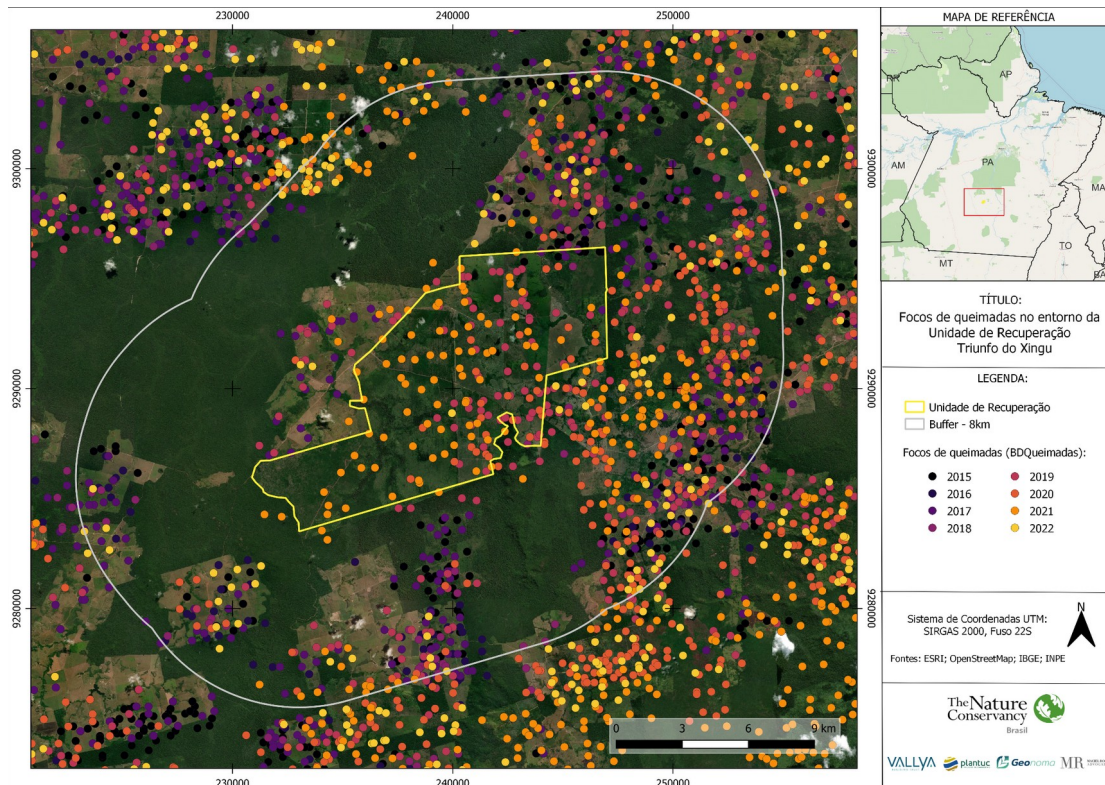 230000
240000
250000
9300000
9300000
9290000
9290000
9280000
9280000
230000
240000
250000
0 3 6 9 km
MAPA DE REFERÊNCIA
RR
AP
AM
PA
MA
TO
MT
BA
TÍTULO:
Focos de queimadas no entorno da
Unidade de Recuperação
Triunfo do Xingu
LEGENDA:
Unidade de Recuperação
Buffer - 8km
Focos de queimadas (BDQueimadas):
2015 2019
2016 2020
2017 2021
2018 2022
Sistema de Coordenadas UTM:
SIRGAS 2000, Fuso 22S
N
Fontes: ESRI; OpenStreetMap; IBGE; INPE
The Nature
Conservancy
Brasil
VALLYA plantuc Geonoma MR